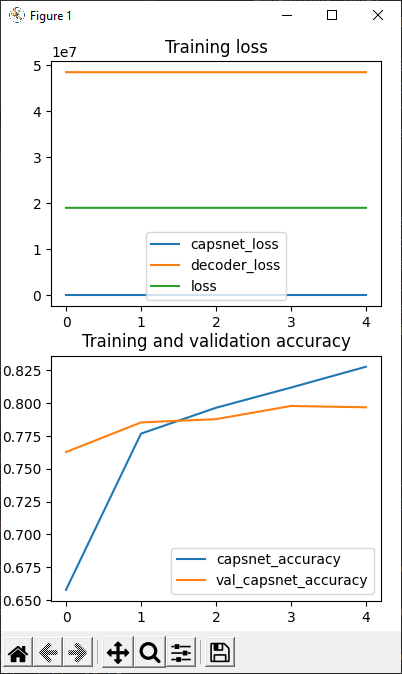 Figure 1
Training loss
1e7
5
4
3
2
1
0
capsnet_loss
decoder_loss
loss
0 1 2 3 4
Training and validation accuracy
0.825
0.800
0.775
0.750
0.725
0.700
0.675
0.650
capsnet_accuracy
val_capsnet_accuracy
0 1 2 3 4